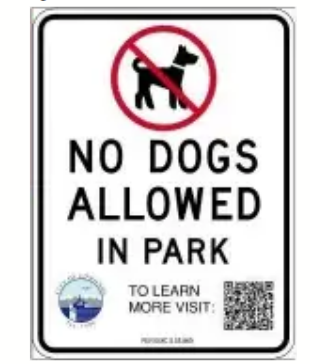 NO DOGS
ALLOWED
IN PARK
TO LEARN
MORE VISIT: